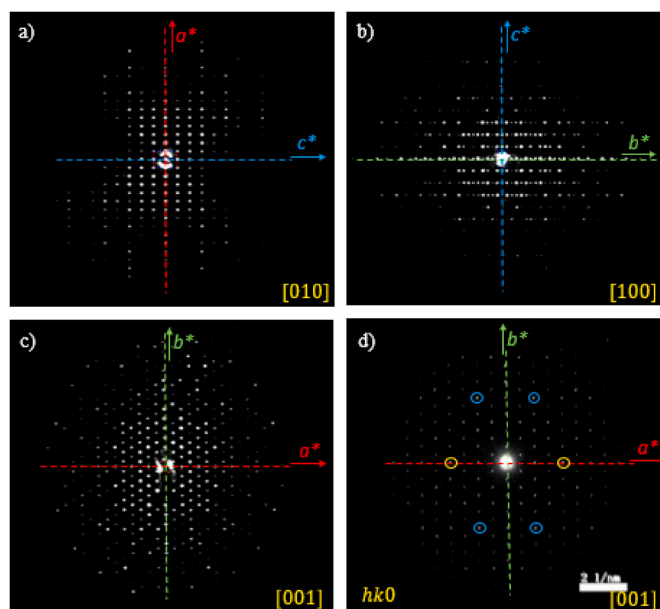 a)
a*
c*
[010]
b)
c*
b*
[100]
c)
b*
a*
[001]
d)
b*
a*
hk0
2 1/nm
[001]